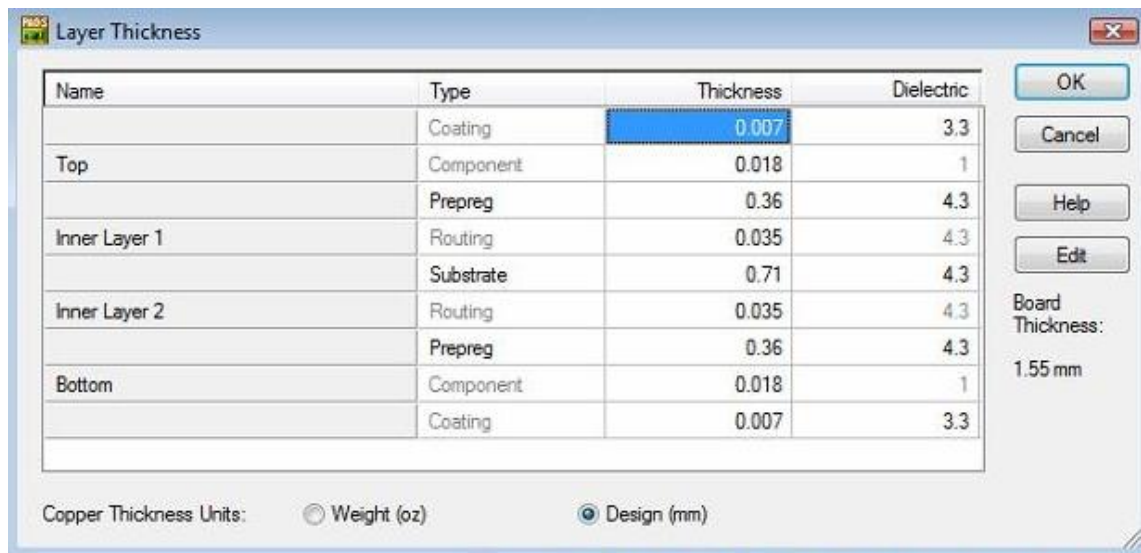 PADS
Layer Thickness
Name Type Thickness Dielectric
Coating 0.007 3.3
Top Component 0.018 1
Prepreg 0.36 4.3
Inner Layer 1 Routing 0.035 4.3
Substrate 0.71 4.3
Inner Layer 2 Routing 0.035 4.3
Prepreg 0.36 4.3
Bottom Component 0.018 1
Coating 0.007 3.3
OK
Cancel
Help
Edit
Board
Thickness:
1.55 mm
Copper Thickness Units: Weight (oz) Design (mm)